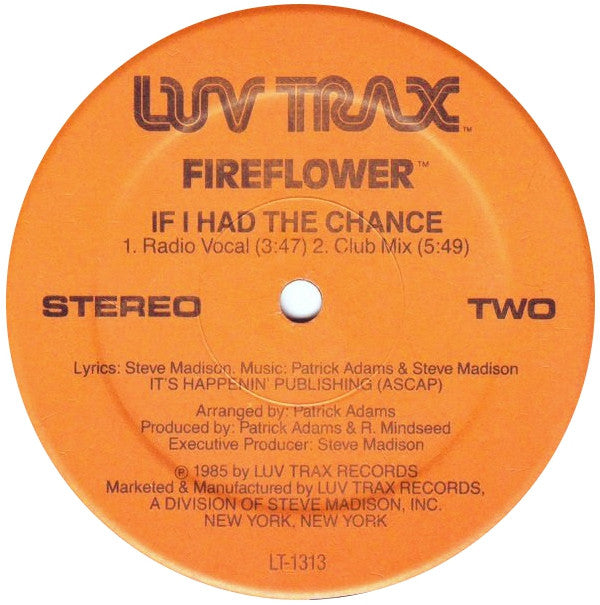 LUV TRAX™
FIREFLOWER™
IF I HAD THE CHANCE
1. Radio Vocal (3:47) 2. Club Mix (5:49)
STEREO TWO
Lyrics: Steve Madison. Music: Patrick Adams & Steve Madison
IT'S HAPPENIN' PUBLISHING (ASCAP)
Arranged by: Patrick Adams
Produced by: Patrick Adams & R. Mindseed
Executive Producer: Steve Madison
℗ 1985 by LUV TRAX RECORDS
Marketed & Manufactured by LUV TRAX RECORDS,
A DIVISION OF STEVE MADISON, INC.
NEW YORK, NEW YORK
LT-1313